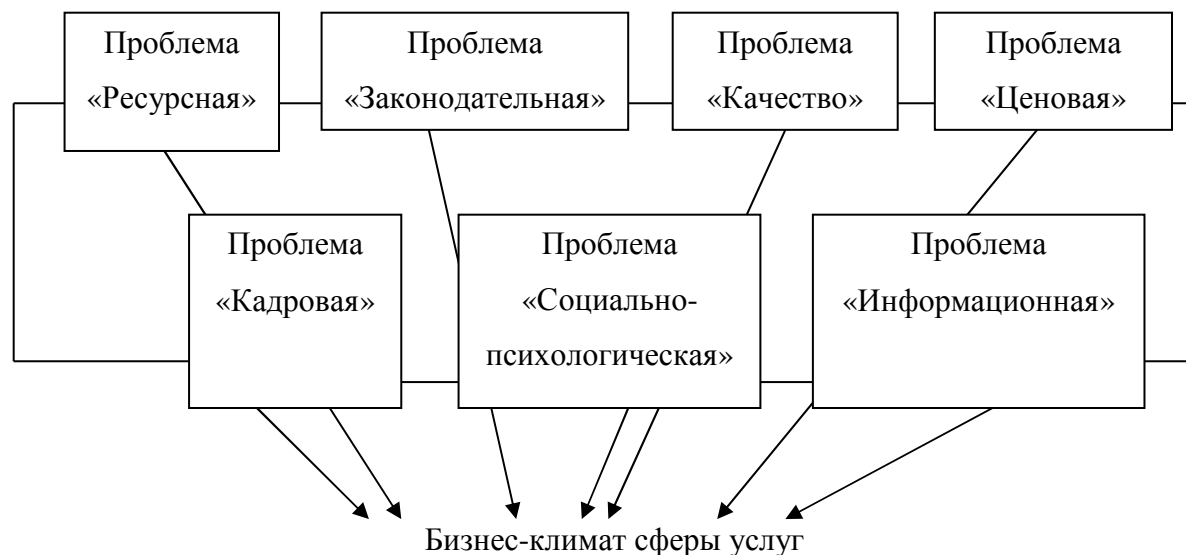 Проблема
«Ресурсная»
Проблема
«Законодательная»
Проблема
«Качество»
Проблема
«Ценовая»
Проблема
«Кадровая»
Проблема
«Социально-
психологическая»
Проблема
«Информационная»
Бизнес-климат сферы услуг